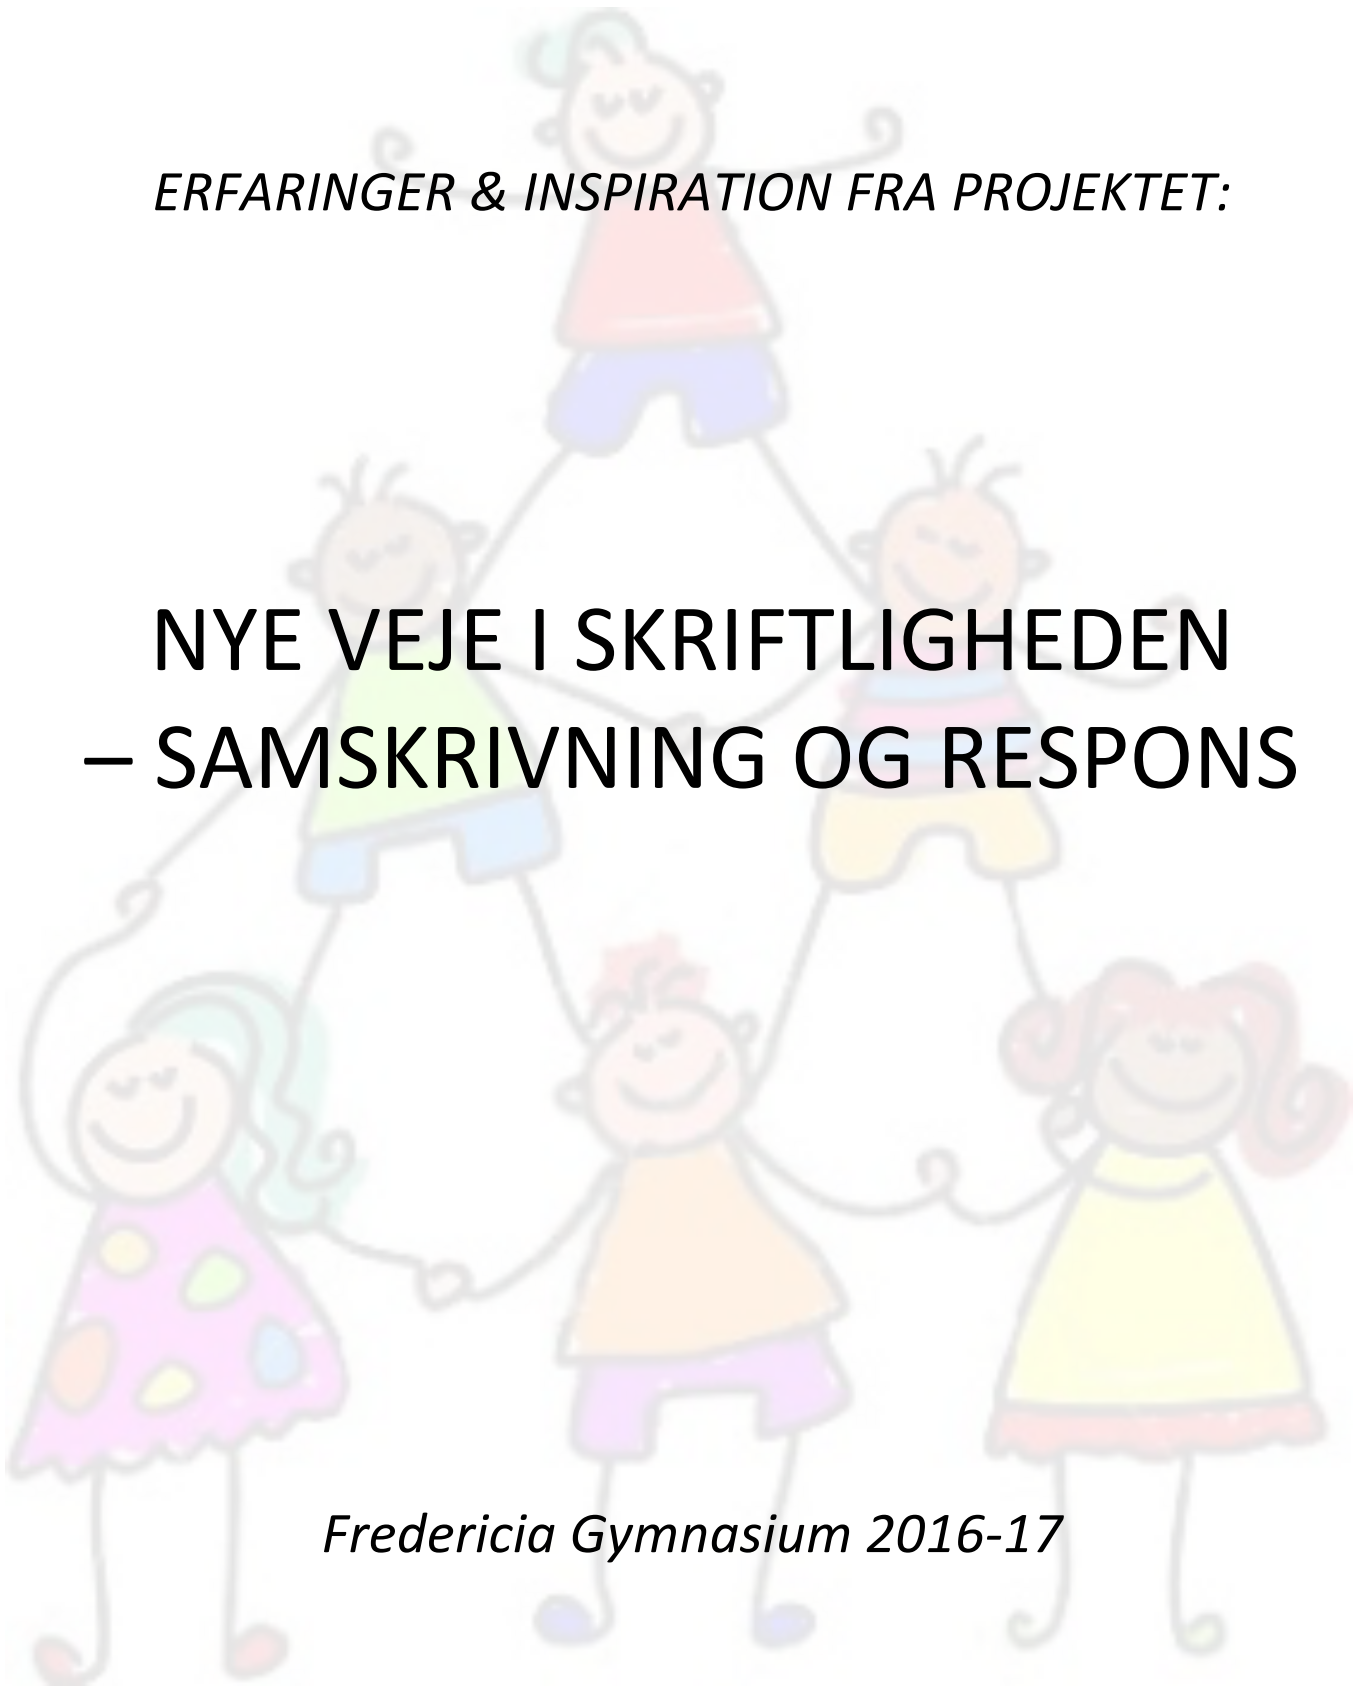 ERFARINGER & INSPIRATION FRA PROJEKTET:
NYE VEJE I SKRIFTLIGHEDEN
– SAMSKRIVNING OG RESPONS
Fredericia Gymnasium 2016-17